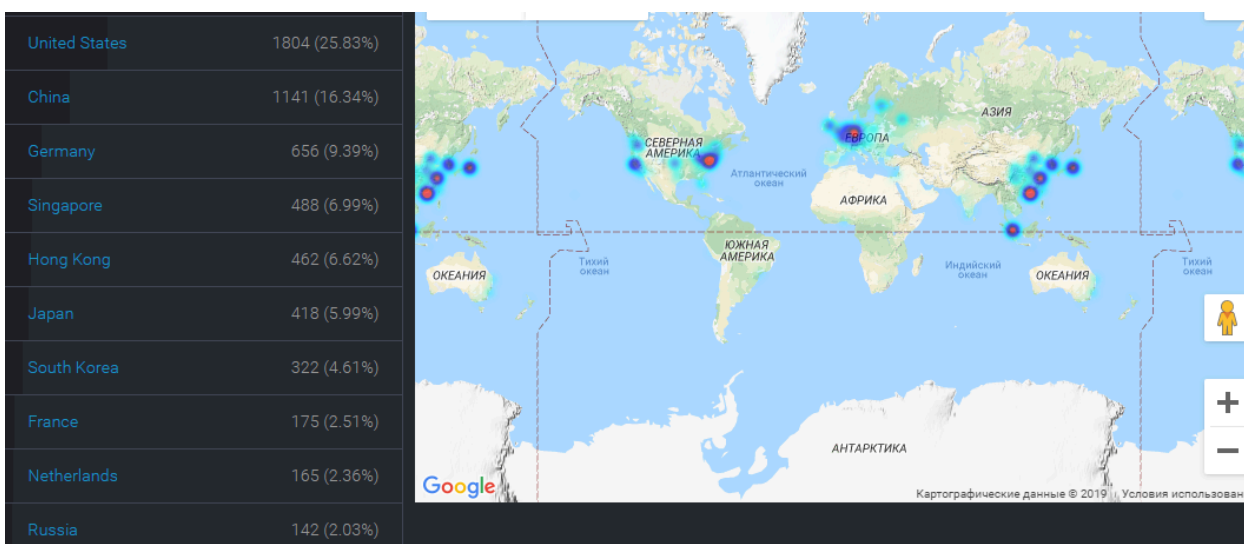 United States 1804 (25.83%)
China 1141 (16.34%)
Germany 656 (9.39%)
Singapore 488 (6.99%)
Hong Kong 462 (6.62%)
Japan 418 (5.99%)
South Korea 322 (4.61%)
France 175 (2.51%)
Netherlands 165 (2.36%)
Russia 142 (2.03%)
АЗИЯ
СЕВЕРНАЯ
АМЕРИКА
ЕВРОПА
Атлантический
океан
АФРИКА
ЮЖНАЯ
АМЕРИКА
Тихий
океан
Индийский
океан
Тихий
океан
ОКЕАНИЯ
ОКЕАНИЯ
АНТАРКТИКА
Google
Картографические данные © 2019
Условия использован